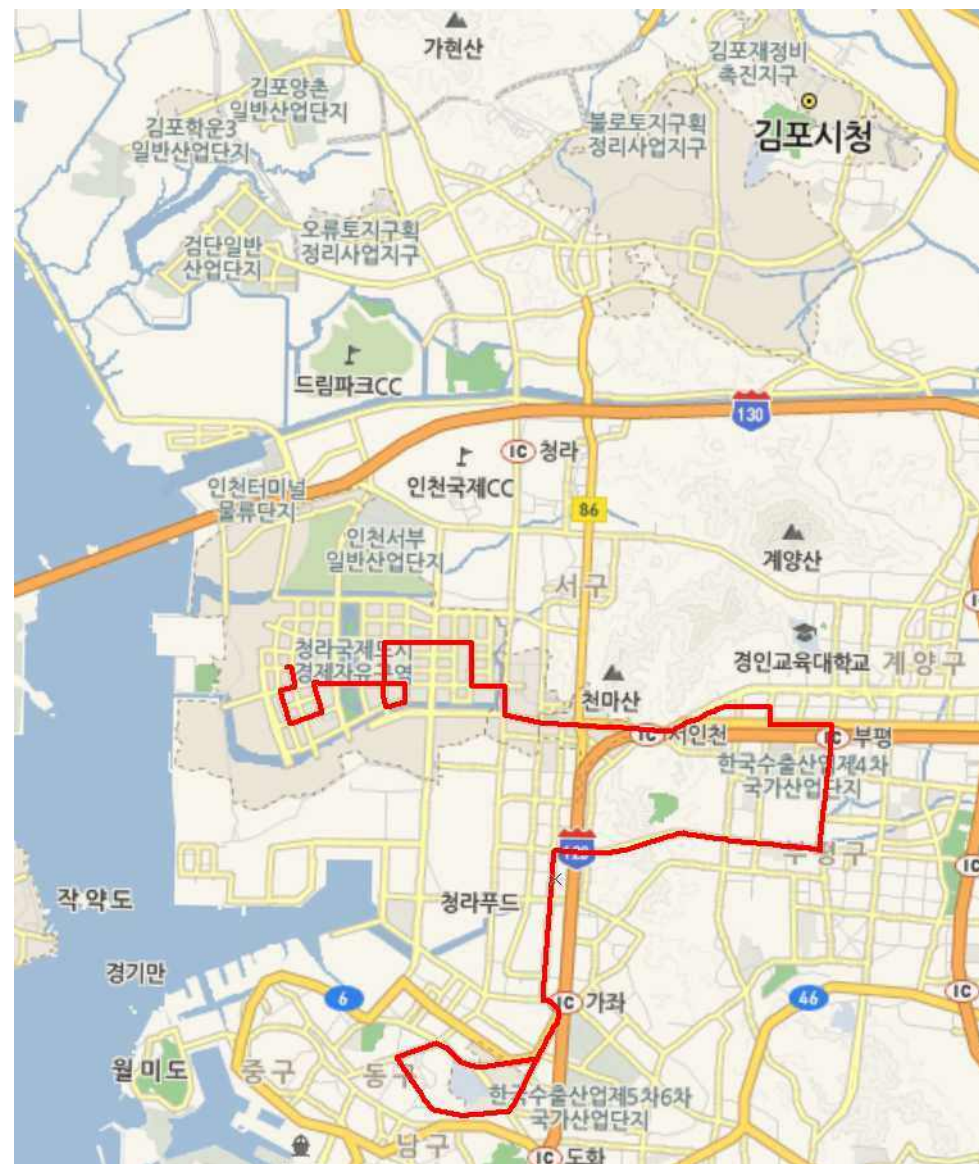 가현산
김포재정비
촉진지구
김포양촌
일반산업단지
김포시청
김포학운3
일반산업단지
불로토지구획
정리사업지구
오류토지구획
정리사업지구
검단일반
산업단지
드림파크CC
130
IC 청라
인천국제CC
인천터미널
물류단지
86
인천서부
일반산업단지
계양산
서구
청라국제도시
경제자유구역
경인교육대학교
계양구
천마산
IC 서인천
IC 부평
한국수출산업제4차
국가산업단지
부평구
IC
작약도
청라푸드
경기만
6
IC 가좌
46
IC
월미도
중구
동구
한국수출산업제5차6차
국가산업단지
남구
IC 도화